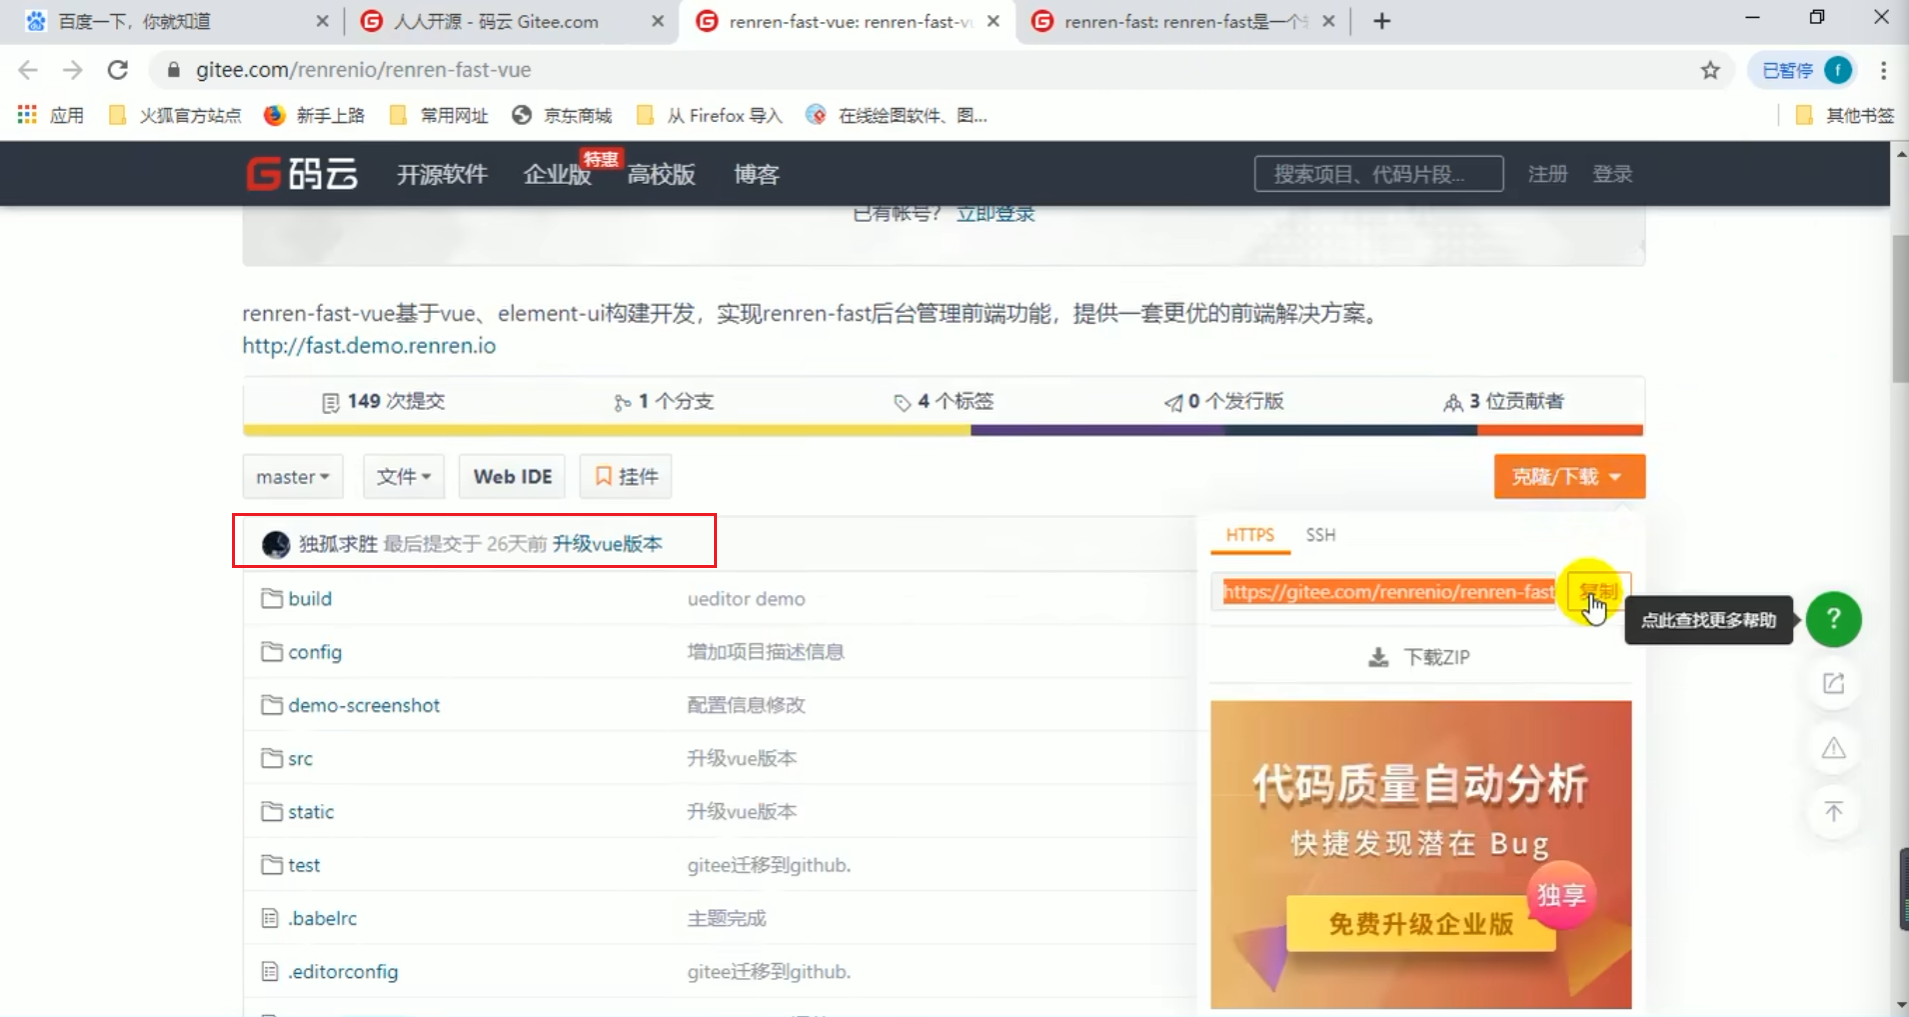 百度一下，你就知道
人人开源 - 码云 Gitee.com
renren-fast-vue: renren-fast-vu
renren-fast: renren-fast是一个
gitee.com/renrenio/renren-fast-vue
已暂停 f
应用 火狐官方站点 新手上路 常用网址 京东商城 从 Firefox 导入 在线绘图软件、图... 其他书签
G 码云 开源软件 企业版 特惠 高校版 博客 搜索项目、代码片段... 注册 登录
已有帐号？ 立即登录
renren-fast-vue基于vue、element-ui构建开发，实现renren-fast后台管理前端功能，提供一套更优的前端解决方案。
http://fast.demo.renren.io
149 次提交 1 个分支 4 个标签 0 个发行版 3 位贡献者
master 文件 Web IDE 挂件 克隆/下载
独孤求胜 最后提交于 26天前 升级vue版本
HTTPS SSH
https://gitee.com/renrenio/renren-fast 复制
点此查找更多帮助 ?
下载ZIP
build ueditor demo
config 增加项目描述信息
demo-screenshot 配置信息修改
src 升级vue版本
static 升级vue版本
test gitee迁移到github.
.babelrc 主题完成
.editorconfig gitee迁移到github.
代码质量自动分析
快捷发现潜在 Bug
独享
免费升级企业版